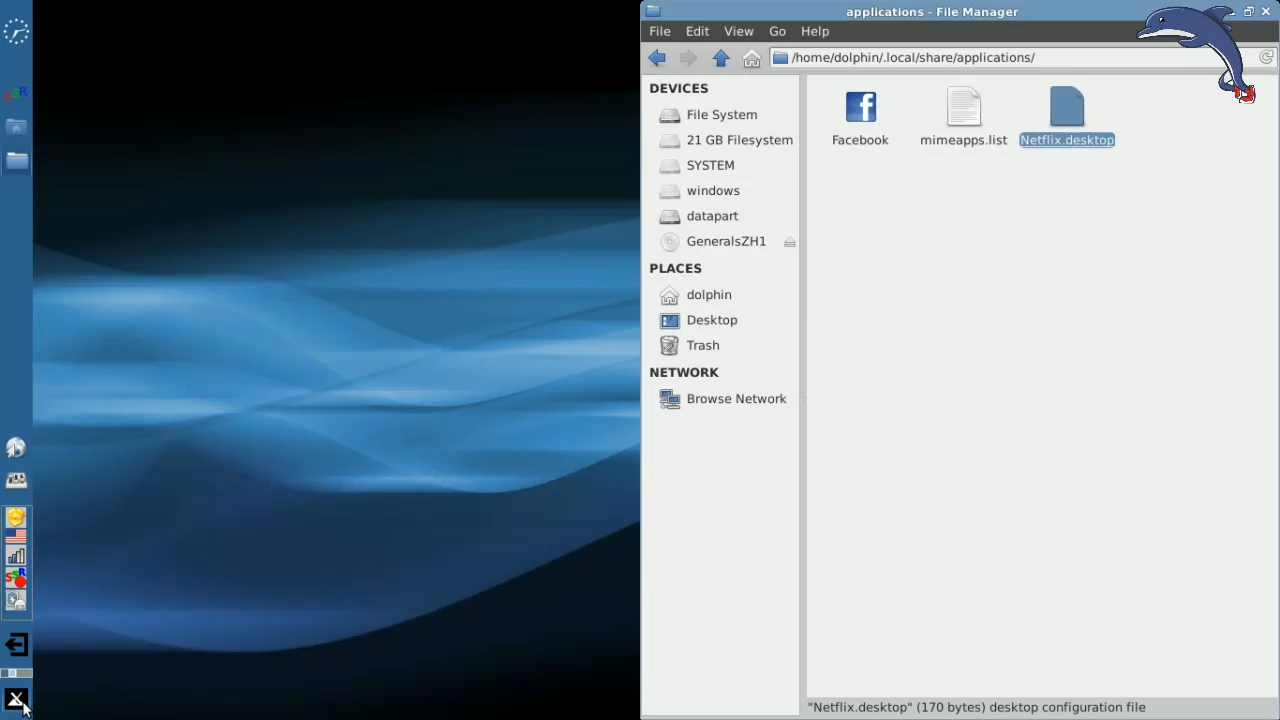 applications - File Manager
File Edit View Go Help
/home/dolphin/.local/share/applications/
DEVICES
File System
21 GB Filesystem
SYSTEM
windows
datapart
GeneralsZH1
PLACES
dolphin
Desktop
Trash
NETWORK
Browse Network
Facebook
mimeapps.list
Netflix.desktop
"Netflix.desktop" (170 bytes) desktop configuration file
SSR
SSR